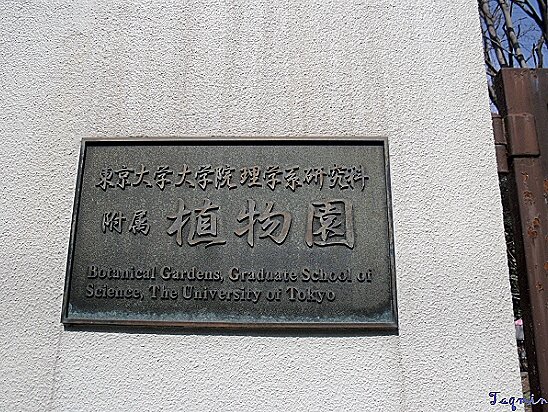 東京大学大学院理学系研究科
附属 植物園
Botanical Gardens, Graduate School of
Science, The University of Tokyo
Taqmin